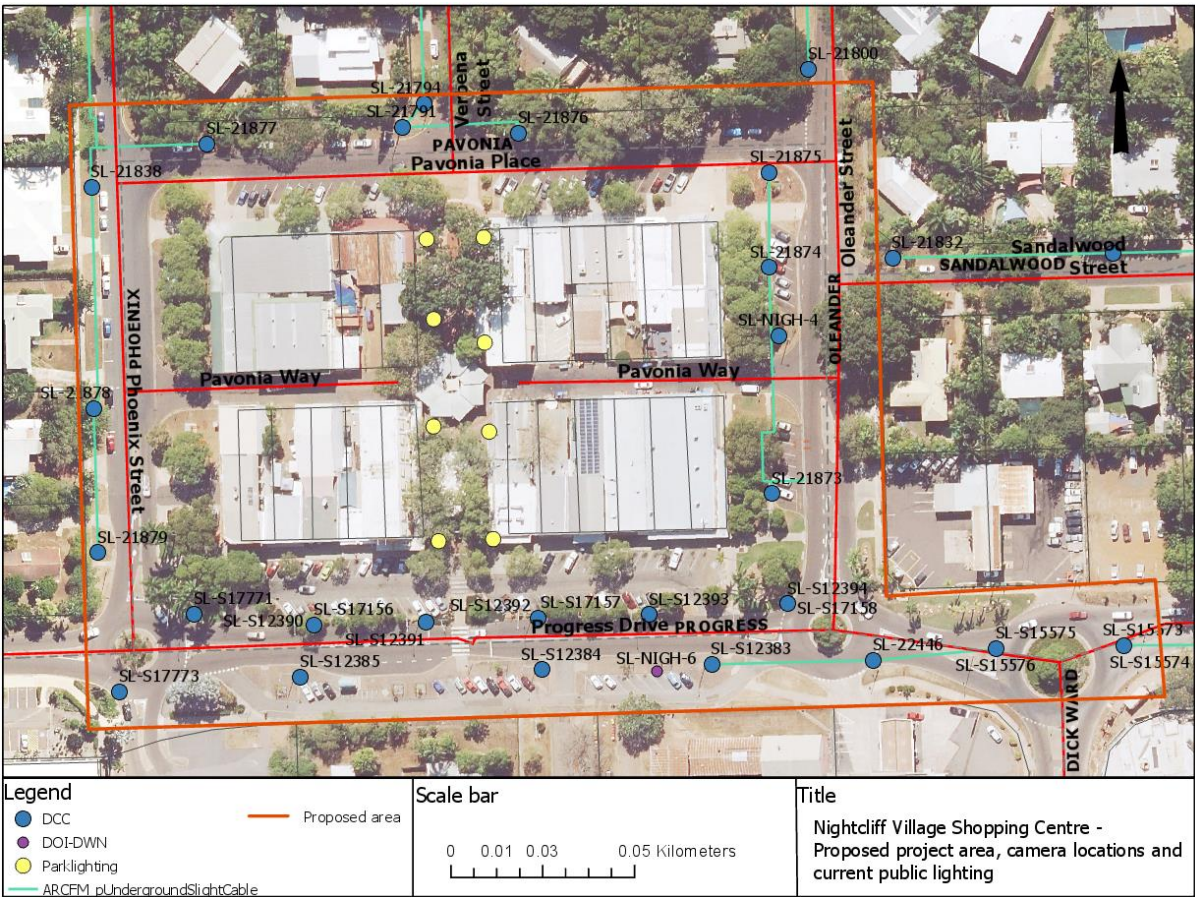 SL-21800
SL-21794
SL-21791
Verbena
Street
SL-21877
SL-21876
PAVONIA
Pavonia Place
SL-21875
SL-21838
Oleander Street
SL-21874
SL-21832
Sandalwood
SANDALWOOD Street
PHOENIX
Phoenix Street
SL-NIGH-4
OLEANDER
Pavonia Way
Pavonia Way
SL-21878
SL-21873
SL-21879
SL-S17771
SL-S12390
SL-S17156
SL-S12391
SL-S12392
SL-S17157
SL-S12393
SL-S12394
SL-S17158
Progress Drive PROGRESS
SL-S15575
SL-S15573
SL-S17773
SL-S12385
SL-S12384
SL-NIGH-6
SL-S12383
SL-22446
SL-S15576
SL-S15574
DICK WARD
Legend
DCC
Proposed area
DOI-DWN
Parklighting
ARCFM_pUndergroundSlightCable
Scale bar
0 0.01 0.03 0.05 Kilometers
Title
Nightcliff Village Shopping Centre -
Proposed project area, camera locations and
current public lighting